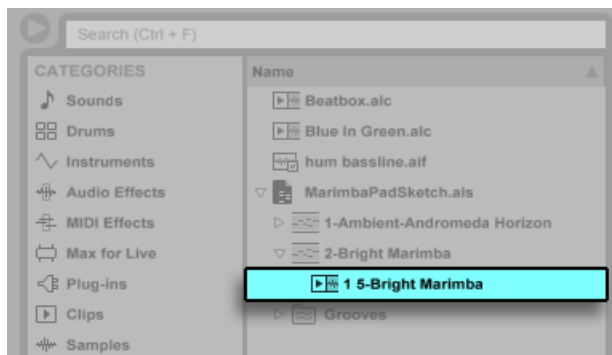 Search (Ctrl + F)
CATEGORIES
Sounds
Drums
Instruments
Audio Effects
MIDI Effects
Max for Live
Plug-ins
Clips
Samples
Name
Beatbox.alc
Blue In Green.alc
hum bassline.aif
MarimbaPadSketch.als
1-Ambient-Andromeda Horizon
2-Bright Marimba
1 5-Bright Marimba
Grooves